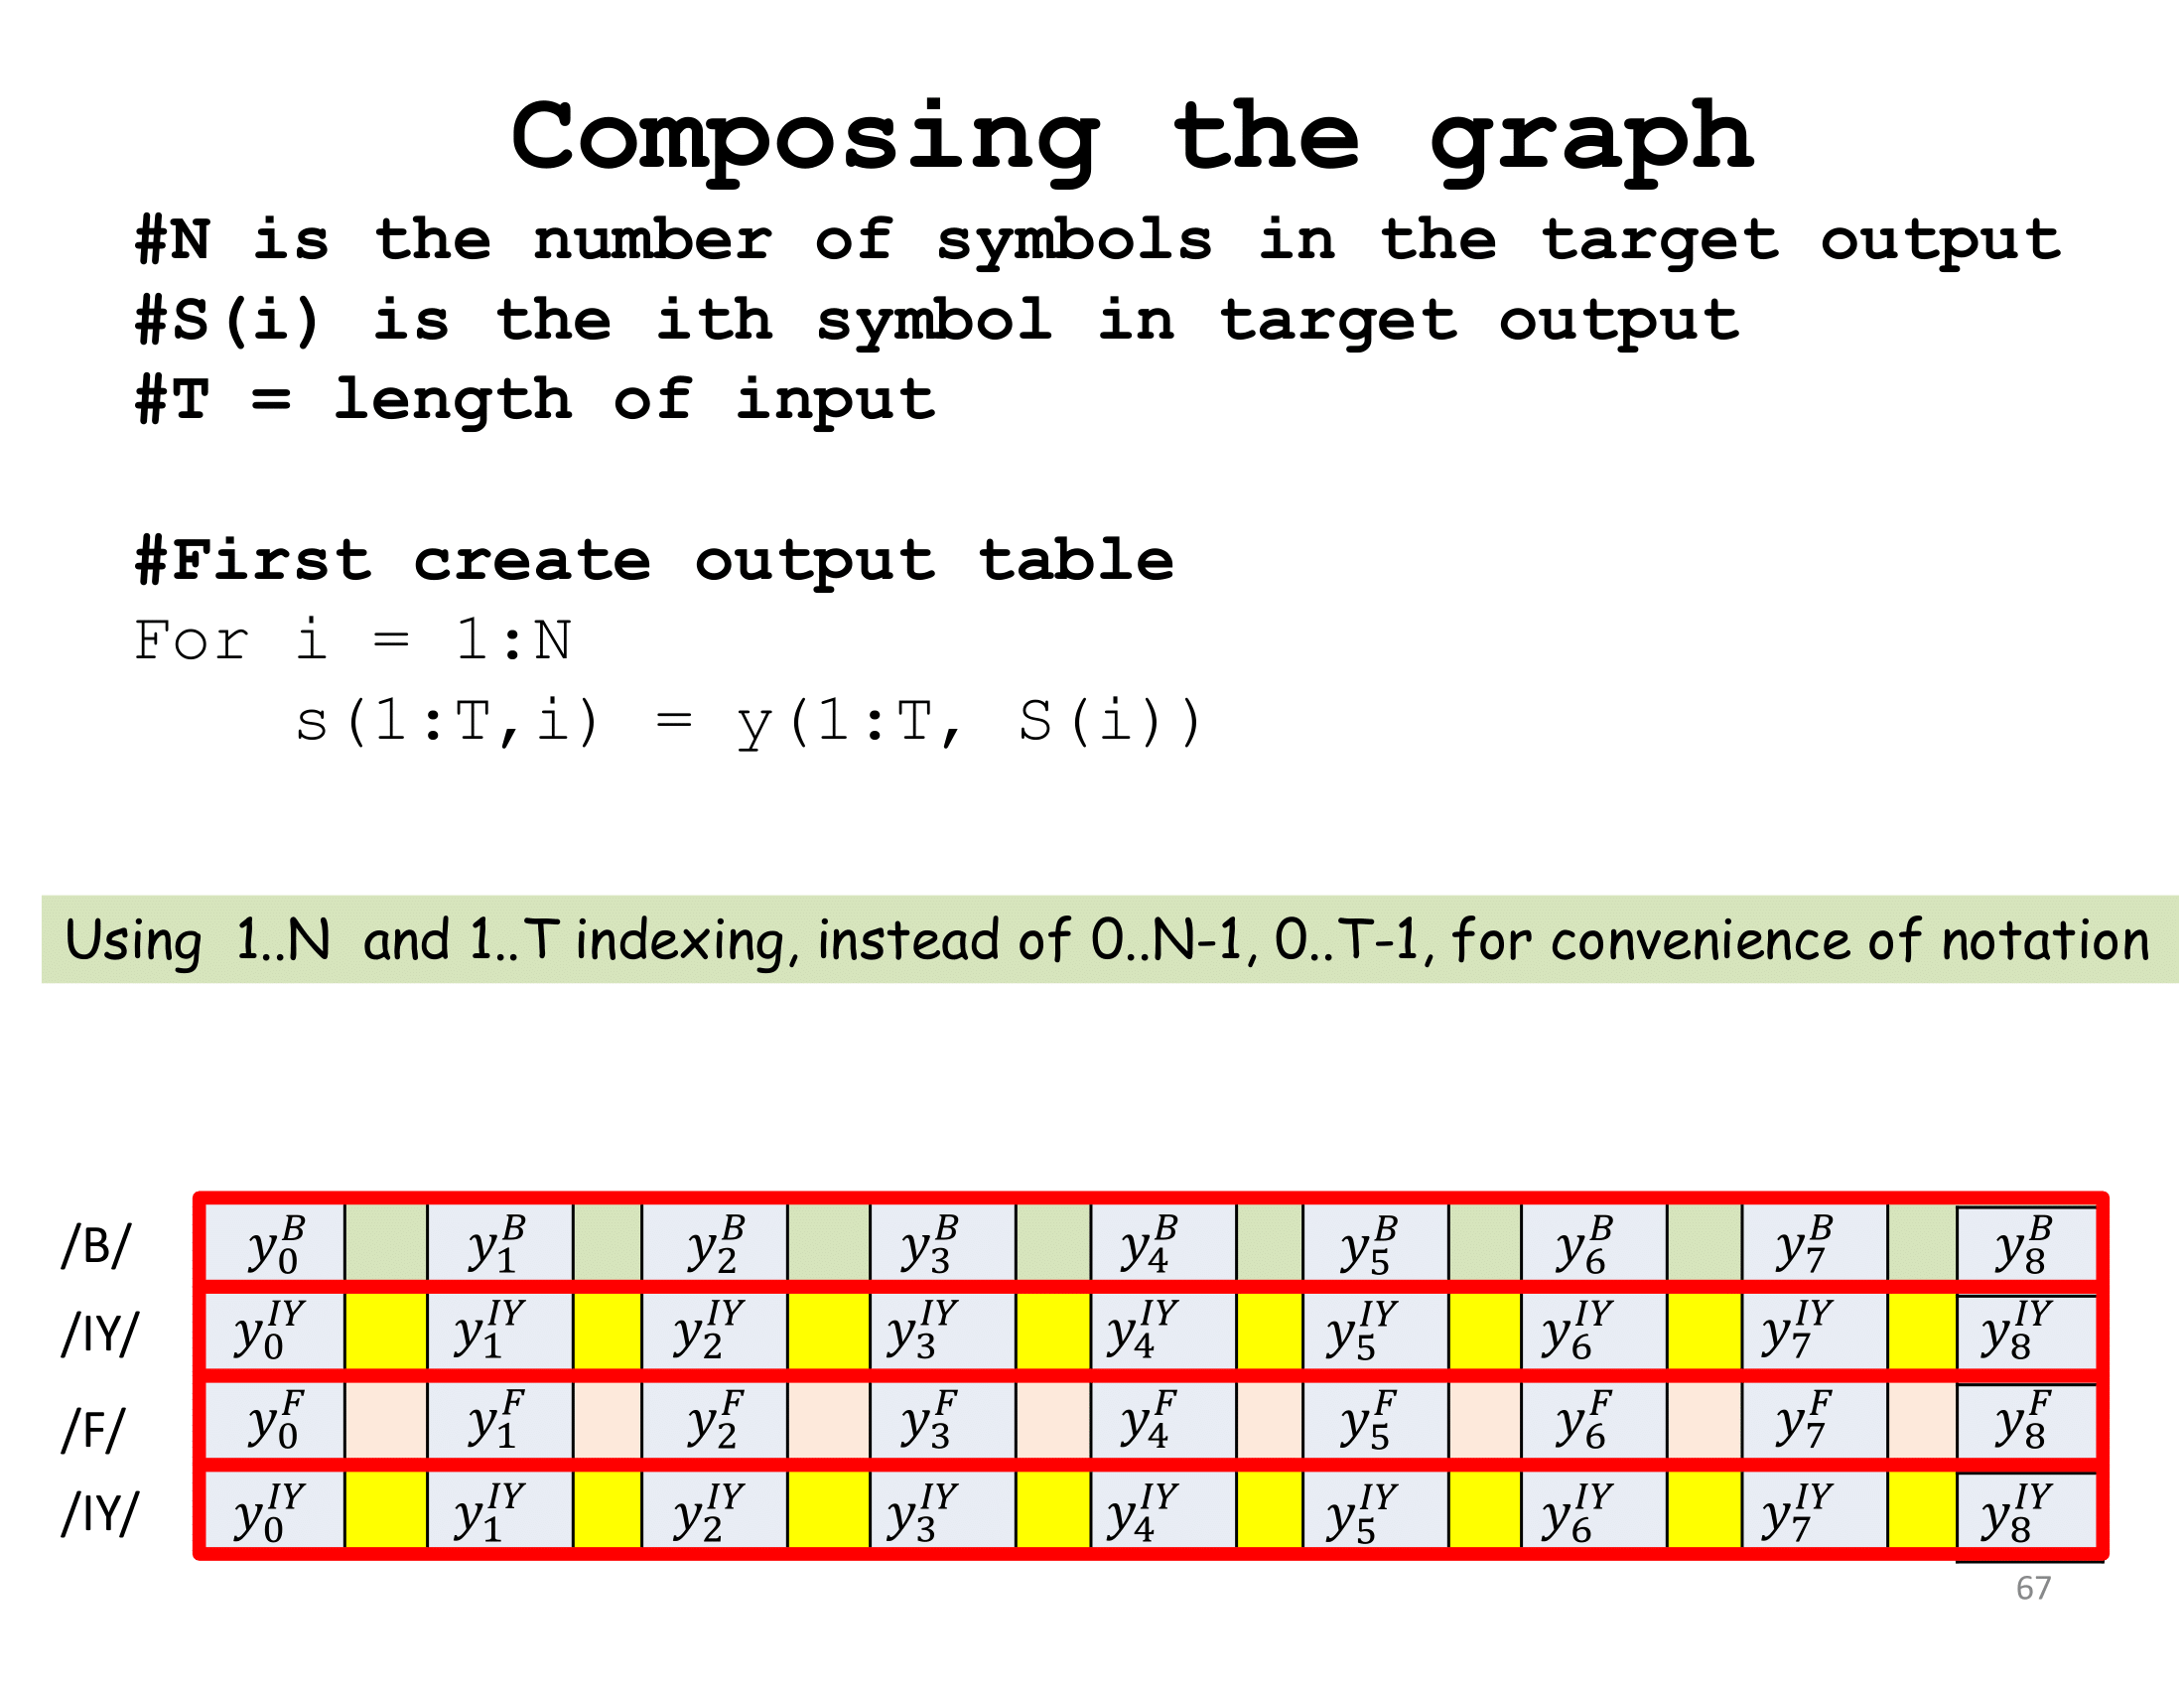 Composing the graph
#N is the number of symbols in the target output
#S(i) is the ith symbol in target output
#T = length of input
#First create output table
For i = 1:N
s(1:T,i) = y(1:T, S(i))
Using 1..N and 1..T indexing, instead of 0..N-1, 0..T-1, for convenience of notation
/B/ y_0^B y_1^B y_2^B y_3^B y_4^B y_5^B y_6^B y_7^B y_8^B
/IY/ y_0^IY y_1^IY y_2^IY y_3^IY y_4^IY y_5^IY y_6^IY y_7^IY y_8^IY
/F/ y_0^F y_1^F y_2^F y_3^F y_4^F y_5^F y_6^F y_7^F y_8^F
/IY/ y_0^IY y_1^IY y_2^IY y_3^IY y_4^IY y_5^IY y_6^IY y_7^IY y_8^IY
67